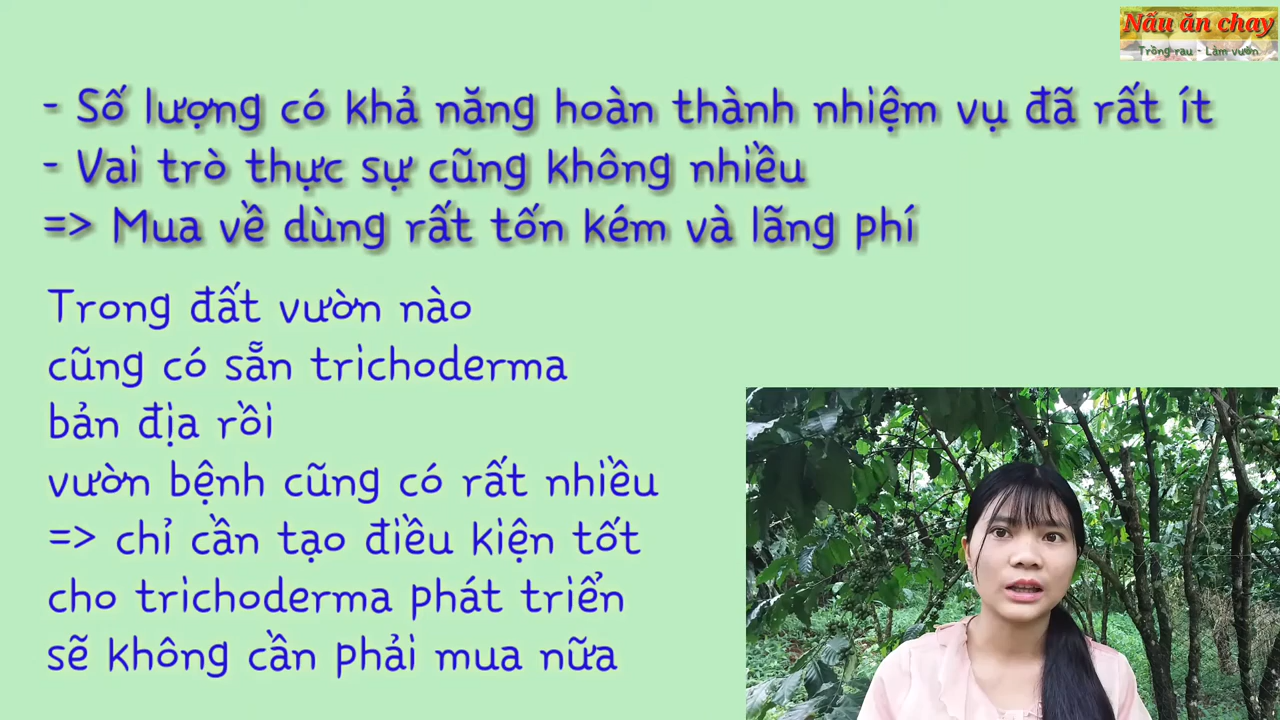 Nấu ăn chay
Trồng rau - Làm vườn
- Số lượng có khả năng hoàn thành nhiệm vụ đã rất ít
- Vai trò thực sự cũng không nhiều
=> Mua về dùng rất tốn kém và lãng phí
Trong đất vườn nào
cũng có sẵn trichoderma
bản địa rồi
vườn bệnh cũng có rất nhiều
=> chỉ cần tạo điều kiện tốt
cho trichoderma phát triển
sẽ không cần phải mua nữa